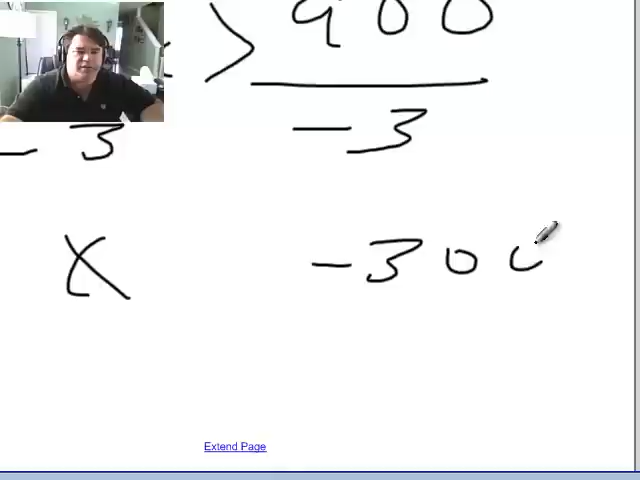 > 900
- 3 - 3
x - 300
Extend Page